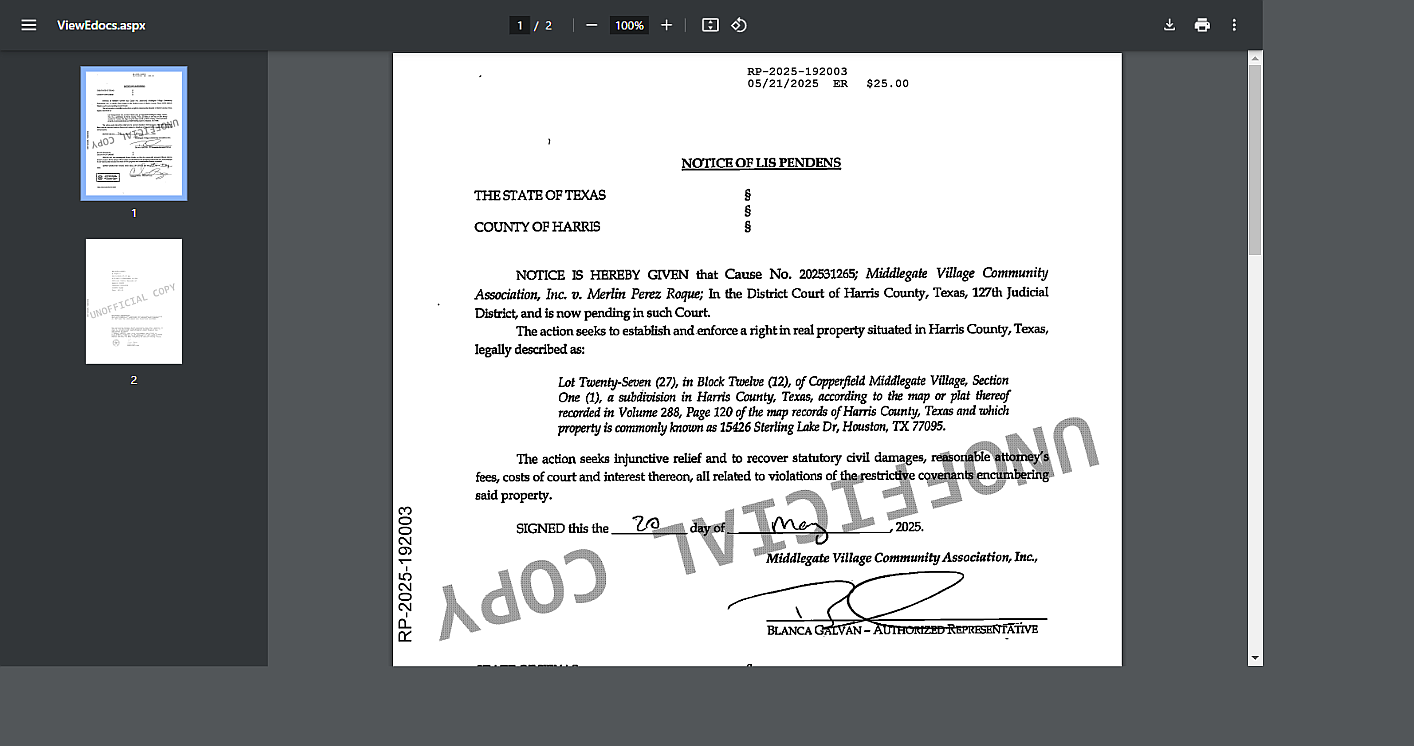 ViewEdocs.aspx
1 / 2
100%
1
2
RP-2025-192003
05/21/2025 ER $25.00
NOTICE OF LIS PENDENS
THE STATE OF TEXAS §
§
COUNTY OF HARRIS §
NOTICE IS HEREBY GIVEN that Cause No. 202531265; Middlegate Village Community
Association, Inc. v. Merlin Perez Roque; In the District Court of Harris County, Texas, 127th Judicial
District, and is now pending in such Court.
The action seeks to establish and enforce a right in real property situated in Harris County, Texas,
legally described as:
Lot Twenty-Seven (27), in Block Twelve (12), of Copperfield Middlegate Village, Section
One (1), a subdivision in Harris County, Texas, according to the map or plat thereof
recorded in Volume 288, Page 120 of the map records of Harris County, Texas and which
property is commonly known as 15426 Sterling Lake Dr, Houston, TX 77095.
The action seeks injunctive relief and to recover statutory civil damages, reasonable attorney's
fees, costs of court and interest thereon, all related to violations of the restrictive covenants encumbering
said property.
SIGNED this the 20 day of May, 2025.
Middlegate Village Community Association, Inc.,
BLANCA GALVAN – AUTHORIZED REPRESENTATIVE
RP-2025-192003
UNOFFICIAL COPY